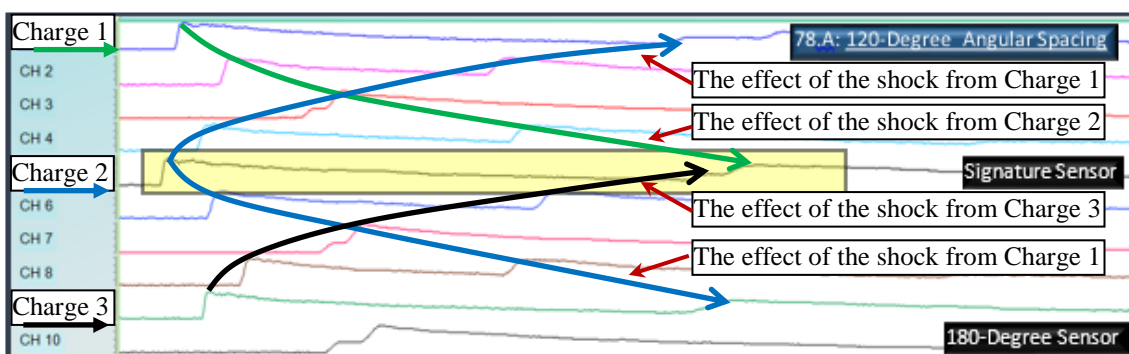 Charge 1
78.A: 120-Degree Angular Spacing
CH 2
The effect of the shock from Charge 1
CH 3
The effect of the shock from Charge 2
CH 4
Charge 2
Signature Sensor
CH 6
The effect of the shock from Charge 3
CH 7
The effect of the shock from Charge 1
CH 8
Charge 3
CH 10
180-Degree Sensor